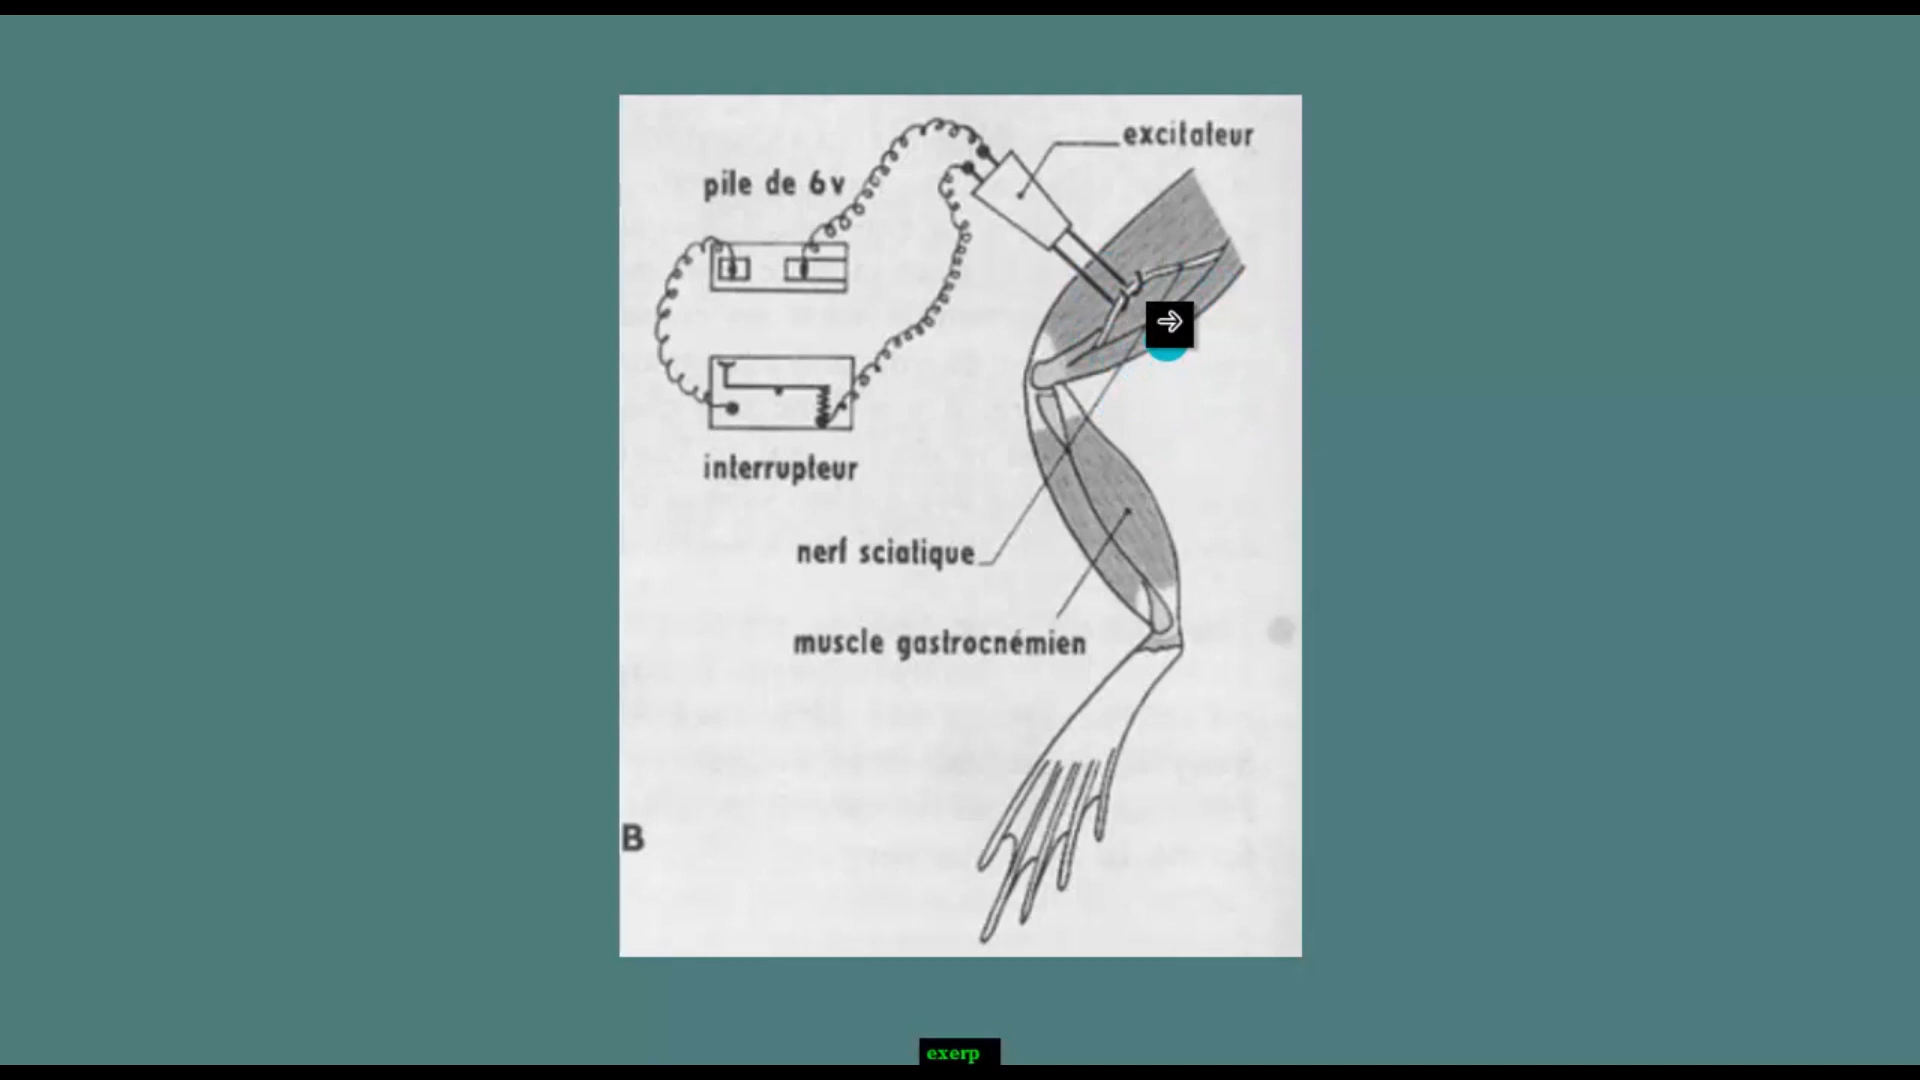 excitateur
pile de 6v
interrupteur
nerf sciatique
muscle gastrocnémien
B
exerp